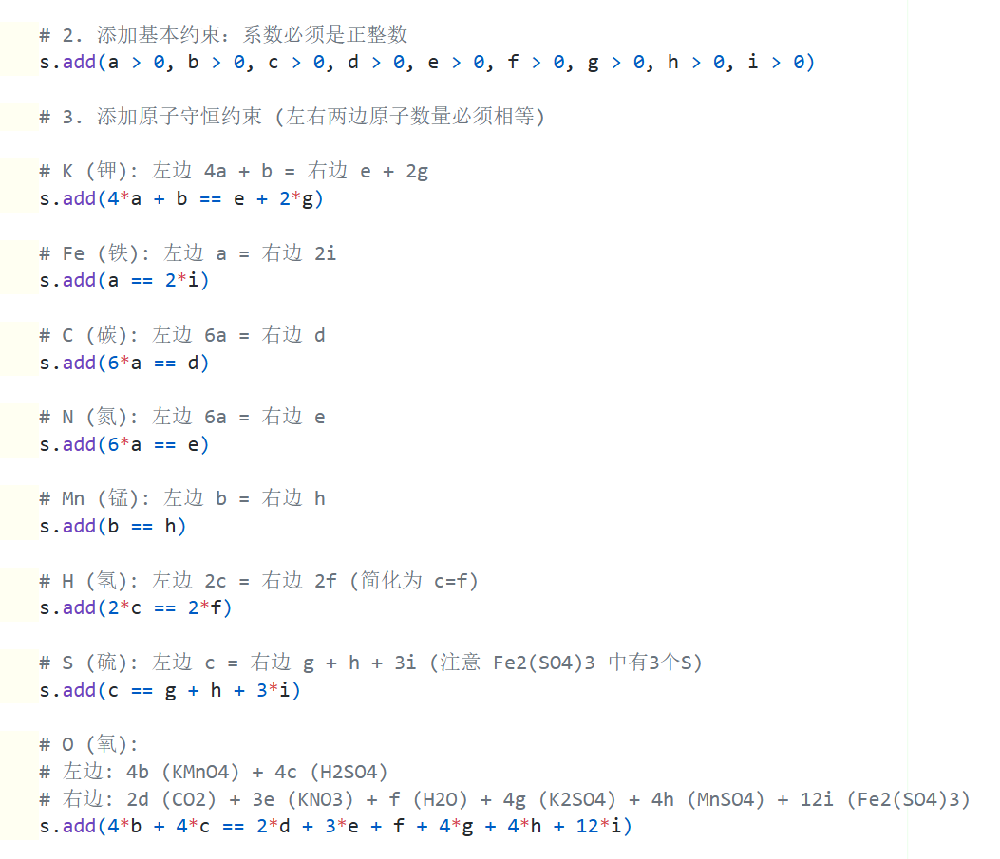 # 2. 添加基本约束：系数必须是正整数
s.add(a > 0, b > 0, c > 0, d > 0, e > 0, f > 0, g > 0, h > 0, i > 0)
# 3. 添加原子守恒约束 (左右两边原子数量必须相等)
# K (钾): 左边 4a + b = 右边 e + 2g
s.add(4*a + b == e + 2*g)
# Fe (铁): 左边 a = 右边 2i
s.add(a == 2*i)
# C (碳): 左边 6a = 右边 d
s.add(6*a == d)
# N (氮): 左边 6a = 右边 e
s.add(6*a == e)
# Mn (锰): 左边 b = 右边 h
s.add(b == h)
# H (氢): 左边 2c = 右边 2f (简化为 c=f)
s.add(2*c == 2*f)
# S (硫): 左边 c = 右边 g + h + 3i (注意 Fe2(SO4)3 中有3个S)
s.add(c == g + h + 3*i)
# O (氧):
# 左边: 4b (KMnO4) + 4c (H2SO4)
# 右边: 2d (CO2) + 3e (KNO3) + f (H2O) + 4g (K2SO4) + 4h (MnSO4) + 12i (Fe2(SO4)3)
s.add(4*b + 4*c == 2*d + 3*e + f + 4*g + 4*h + 12*i)